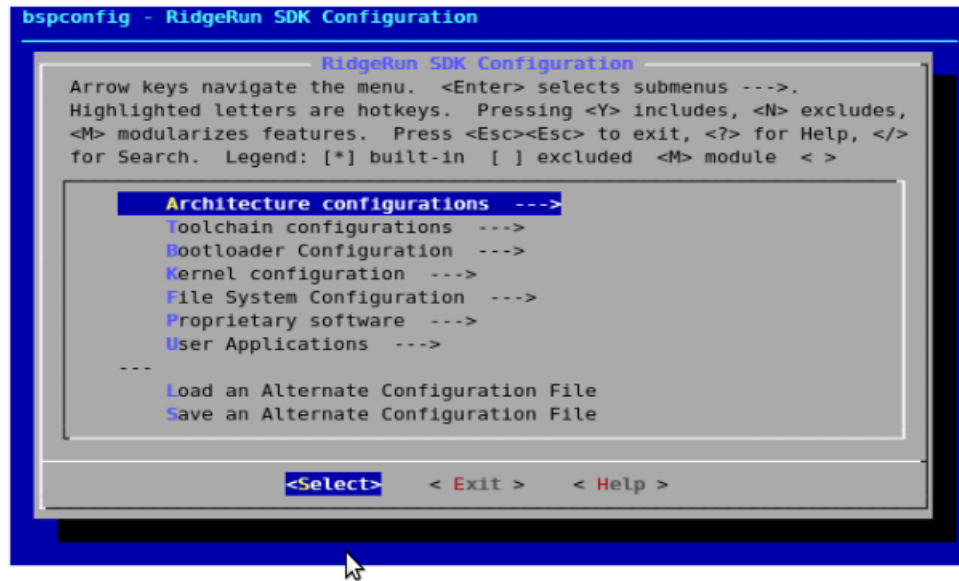 bspconfig - RidgeRun SDK Configuration
RidgeRun SDK Configuration
Arrow keys navigate the menu.  <Enter> selects submenus --->.
Highlighted letters are hotkeys.  Pressing <Y> includes, <N> excludes,
<M> modularizes features.  Press <Esc><Esc> to exit, <?> for Help, </>
for Search.  Legend: [*] built-in  [ ] excluded  <M> module  < >
Architecture configurations  --->
Toolchain configurations  --->
Bootloader Configuration  --->
Kernel configuration  --->
File System Configuration  --->
Proprietary software  --->
User Applications  --->
---
Load an Alternate Configuration File
Save an Alternate Configuration File
<Select>    < Exit >    < Help >